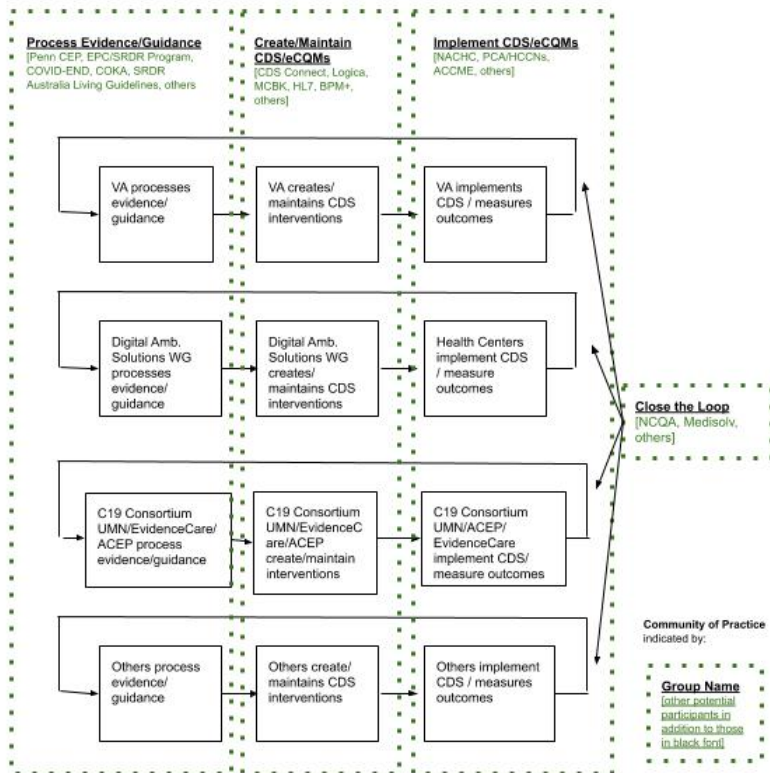 Process Evidence/Guidance
[Penn CEP, EPC/SRDR Program,
COVID-END, COKA, SRDR
Australia Living Guidelines, others
Create/Maintain
CDS/eCQMs
[CDS Connect, Logica,
MCBK, HL7, BPM+,
others]
Implement CDS/eCQMs
[NACHC, PCA/HCCNs,
ACCME, others]
VA processes
evidence/
guidance
VA creates/
maintains CDS
interventions
VA implements
CDS / measures
outcomes
Digital Amb.
Solutions WG
processes
evidence/
guidance
Digital Amb.
Solutions WG
creates/
maintains CDS
interventions
Health Centers
implement CDS
/ measure
outcomes
Close the Loop
[NCQA, Medisolv,
others]
C19 Consortium
UMN/EvidenceCare/
ACEP process
evidence/guidance
C19 Consortium
UMN/EvidenceC
are/ACEP
create/maintain
interventions
C19 Consortium
UMN/ACEP/
EvidenceCare
implement CDS/
measure outcomes
Others process
evidence/
guidance
Others create/
maintains CDS
interventions
Others implement
CDS / measures
outcomes
Community of Practice
indicated by:
Group Name
[other potential
participants in
addition to those
in black font]